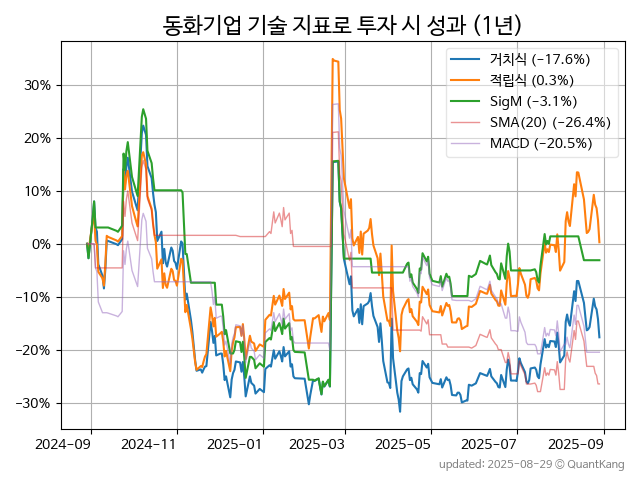 동화기업 기술 지표로 투자 시 성과 (1년)
거치식 (−17.6%)
적립식 (0.3%)
SigM (−3.1%)
SMA(20) (−26.4%)
MACD (−20.5%)
30%
20%
10%
0%
−10%
−20%
−30%
2024-09 2024-11 2025-01 2025-03 2025-05 2025-07 2025-09
updated: 2025-08-29 © QuantKang